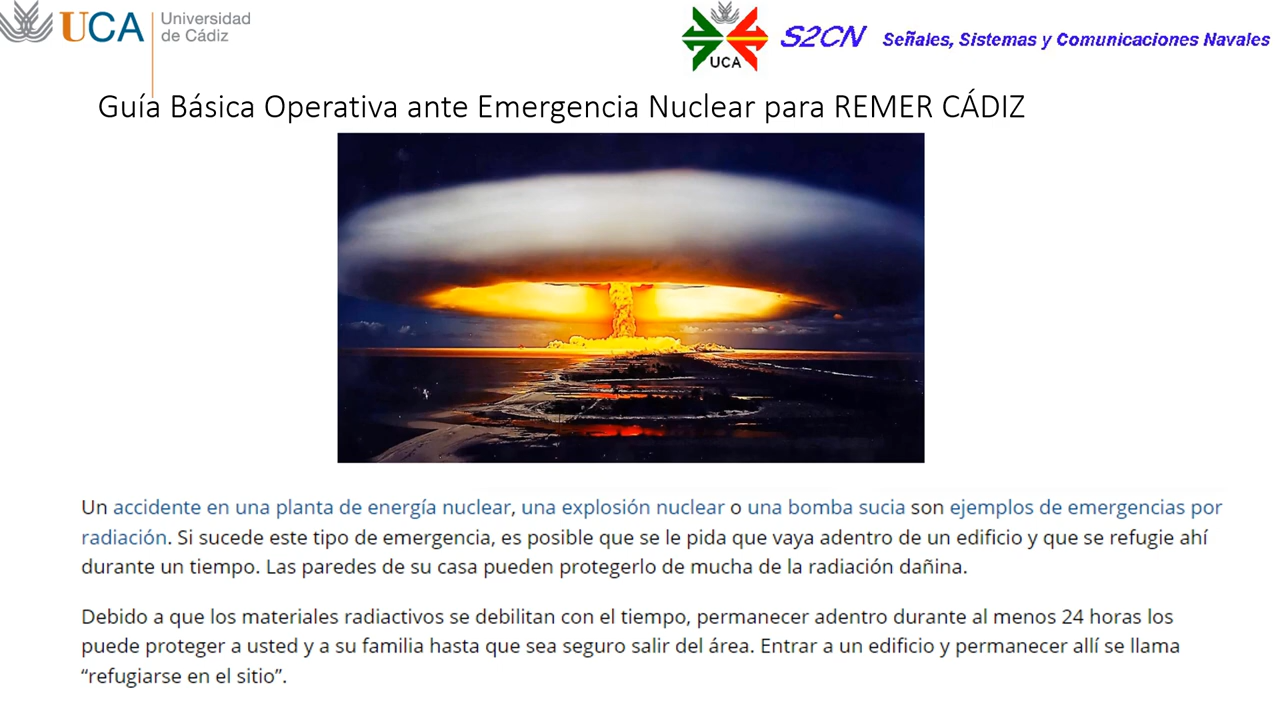 UCA
Universidad
de Cádiz
UCA
S2CN Señales, Sistemas y Comunicaciones Navales
Guía Básica Operativa ante Emergencia Nuclear para REMER CÁDIZ
Un accidente en una planta de energía nuclear, una explosión nuclear o una bomba sucia son ejemplos de emergencias por
radiación. Si sucede este tipo de emergencia, es posible que se le pida que vaya adentro de un edificio y que se refugie ahí
durante un tiempo. Las paredes de su casa pueden protegerlo de mucha de la radiación dañina.
Debido a que los materiales radiactivos se debilitan con el tiempo, permanecer adentro durante al menos 24 horas los
puede proteger a usted y a su familia hasta que sea seguro salir del área. Entrar a un edificio y permanecer allí se llama
“refugiarse en el sitio”.